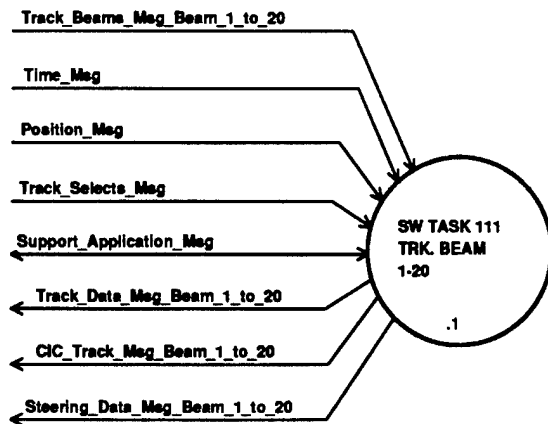 Track_Beams_Msg_Beam_1_to_20
Time_Msg
Position_Msg
Track_Selects_Msg
Support_Application_Msg
Track_Data_Msg_Beam_1_to_20
CIC_Track_Msg_Beam_1_to_20
Steering_Data_Msg_Beam_1_to_20
SW TASK 111
TRK. BEAM
1-20
.1